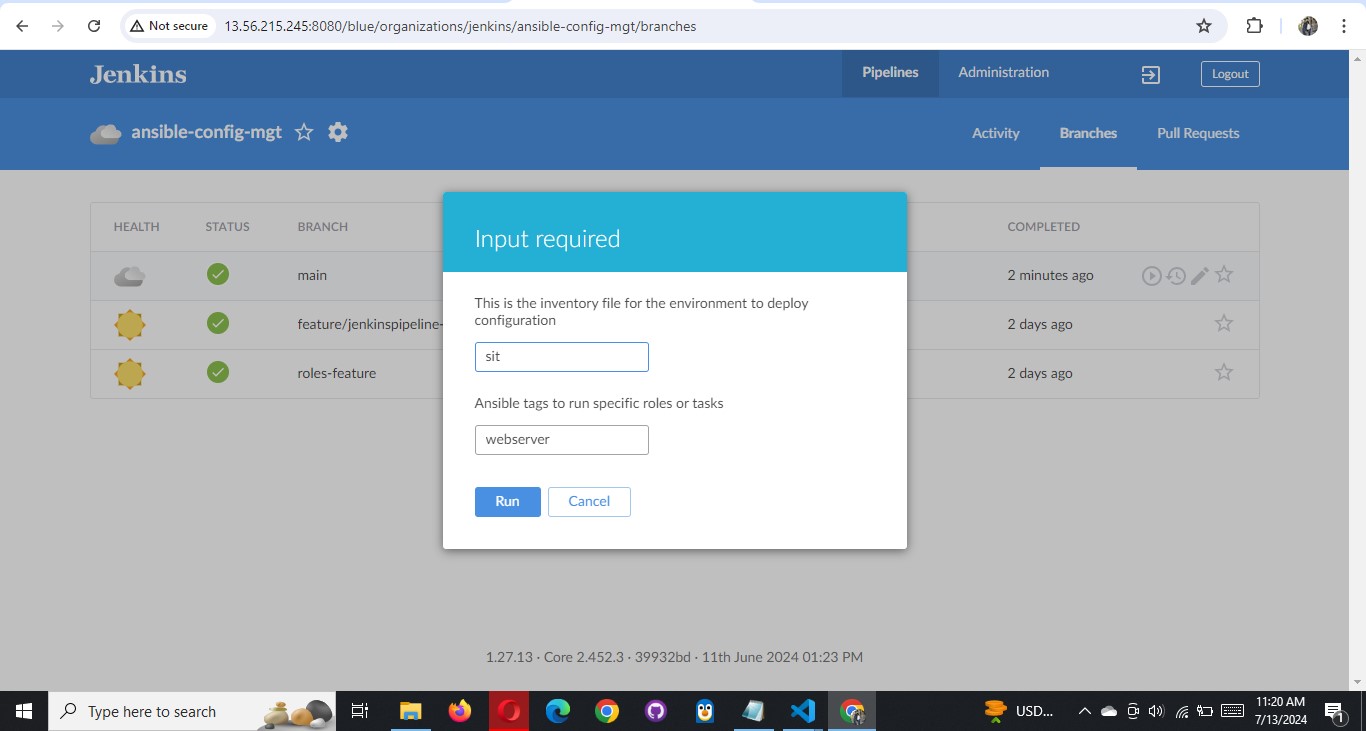 Not secure 13.56.215.245:8080/blue/organizations/jenkins/ansible-config-mgt/branches
Jenkins Pipelines Administration Logout
ansible-config-mgt Activity Branches Pull Requests
HEALTH STATUS BRANCH COMPLETED
main 2 minutes ago
feature/jenkinspipeline- 2 days ago
roles-feature 2 days ago
Input required
This is the inventory file for the environment to deploy
configuration
sit
Ansible tags to run specific roles or tasks
webserver
Run Cancel
1.27.13 · Core 2.452.3 · 39932bd · 11th June 2024 01:23 PM
Type here to search
USD...
11:20 AM
7/13/2024
1